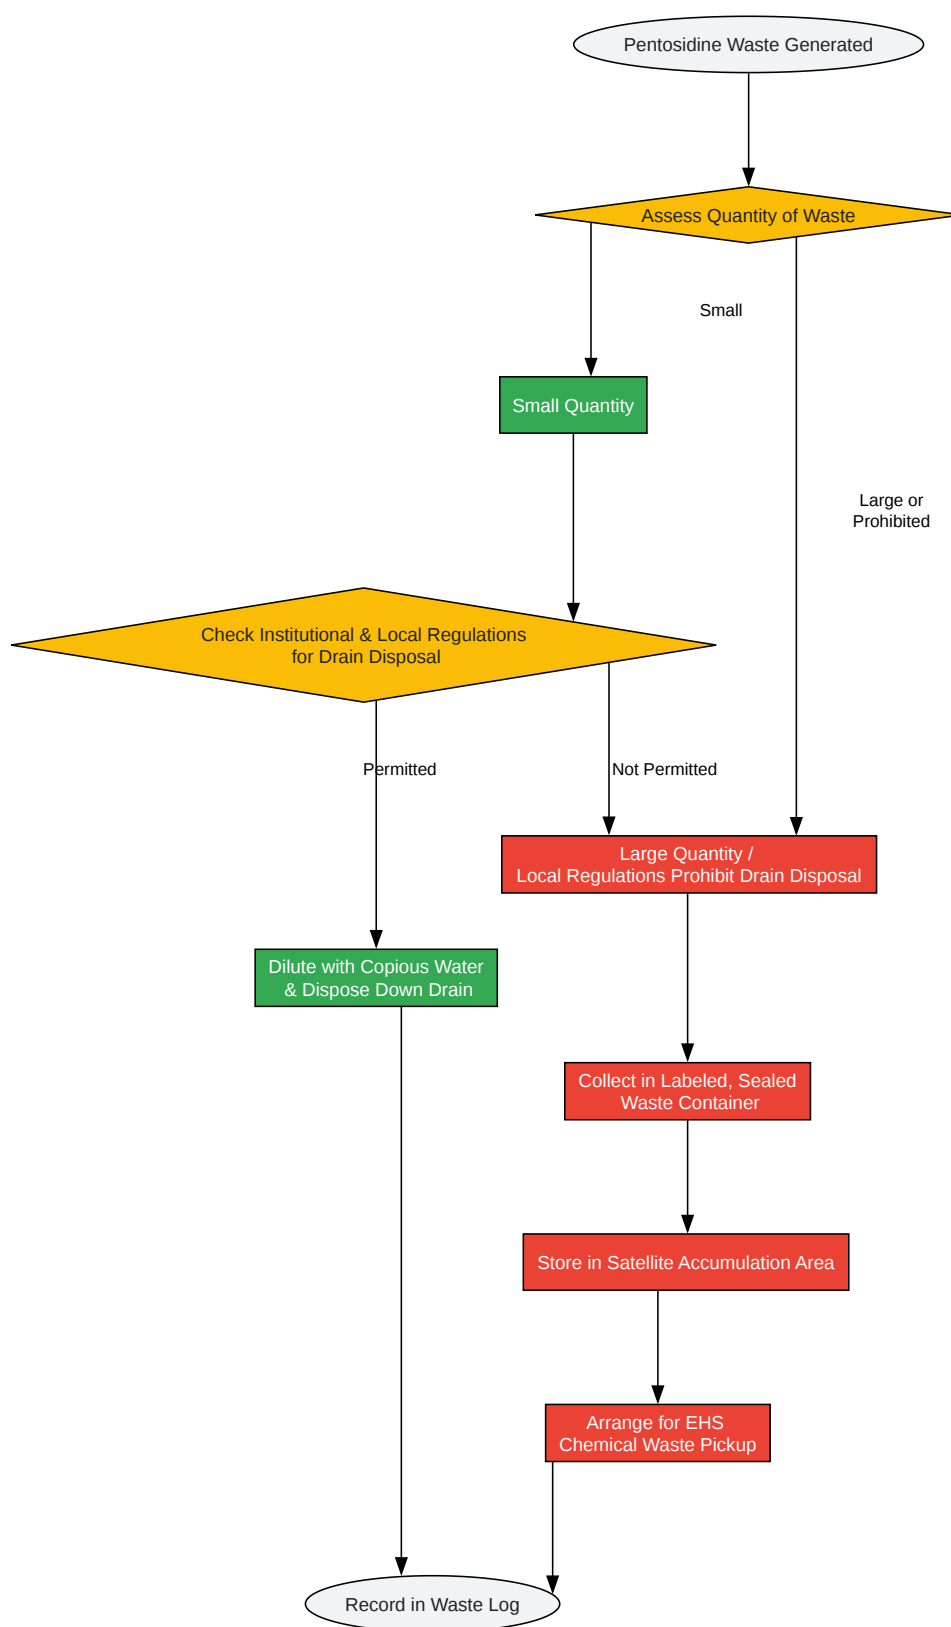 Pentosidine Waste Generated
Assess Quantity of Waste
Small
Small Quantity
Large or
Prohibited
Check Institutional & Local Regulations
for Drain Disposal
Permitted
Not Permitted
Large Quantity /
Local Regulations Prohibit Drain Disposal
Dilute with Copious Water
& Dispose Down Drain
Collect in Labeled, Sealed
Waste Container
Store in Satellite Accumulation Area
Arrange for EHS
Chemical Waste Pickup
Record in Waste Log